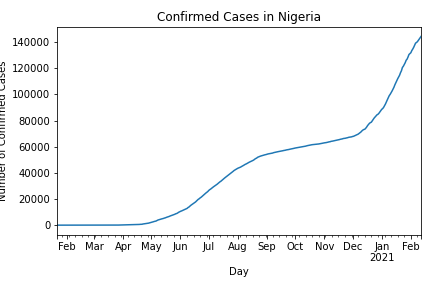 Confirmed Cases in Nigeria
Number of Confirmed Cases
140000
120000
100000
80000
60000
40000
20000
0
Feb Mar Apr May Jun Jul Aug Sep Oct Nov Dec Jan Feb
2021
Day